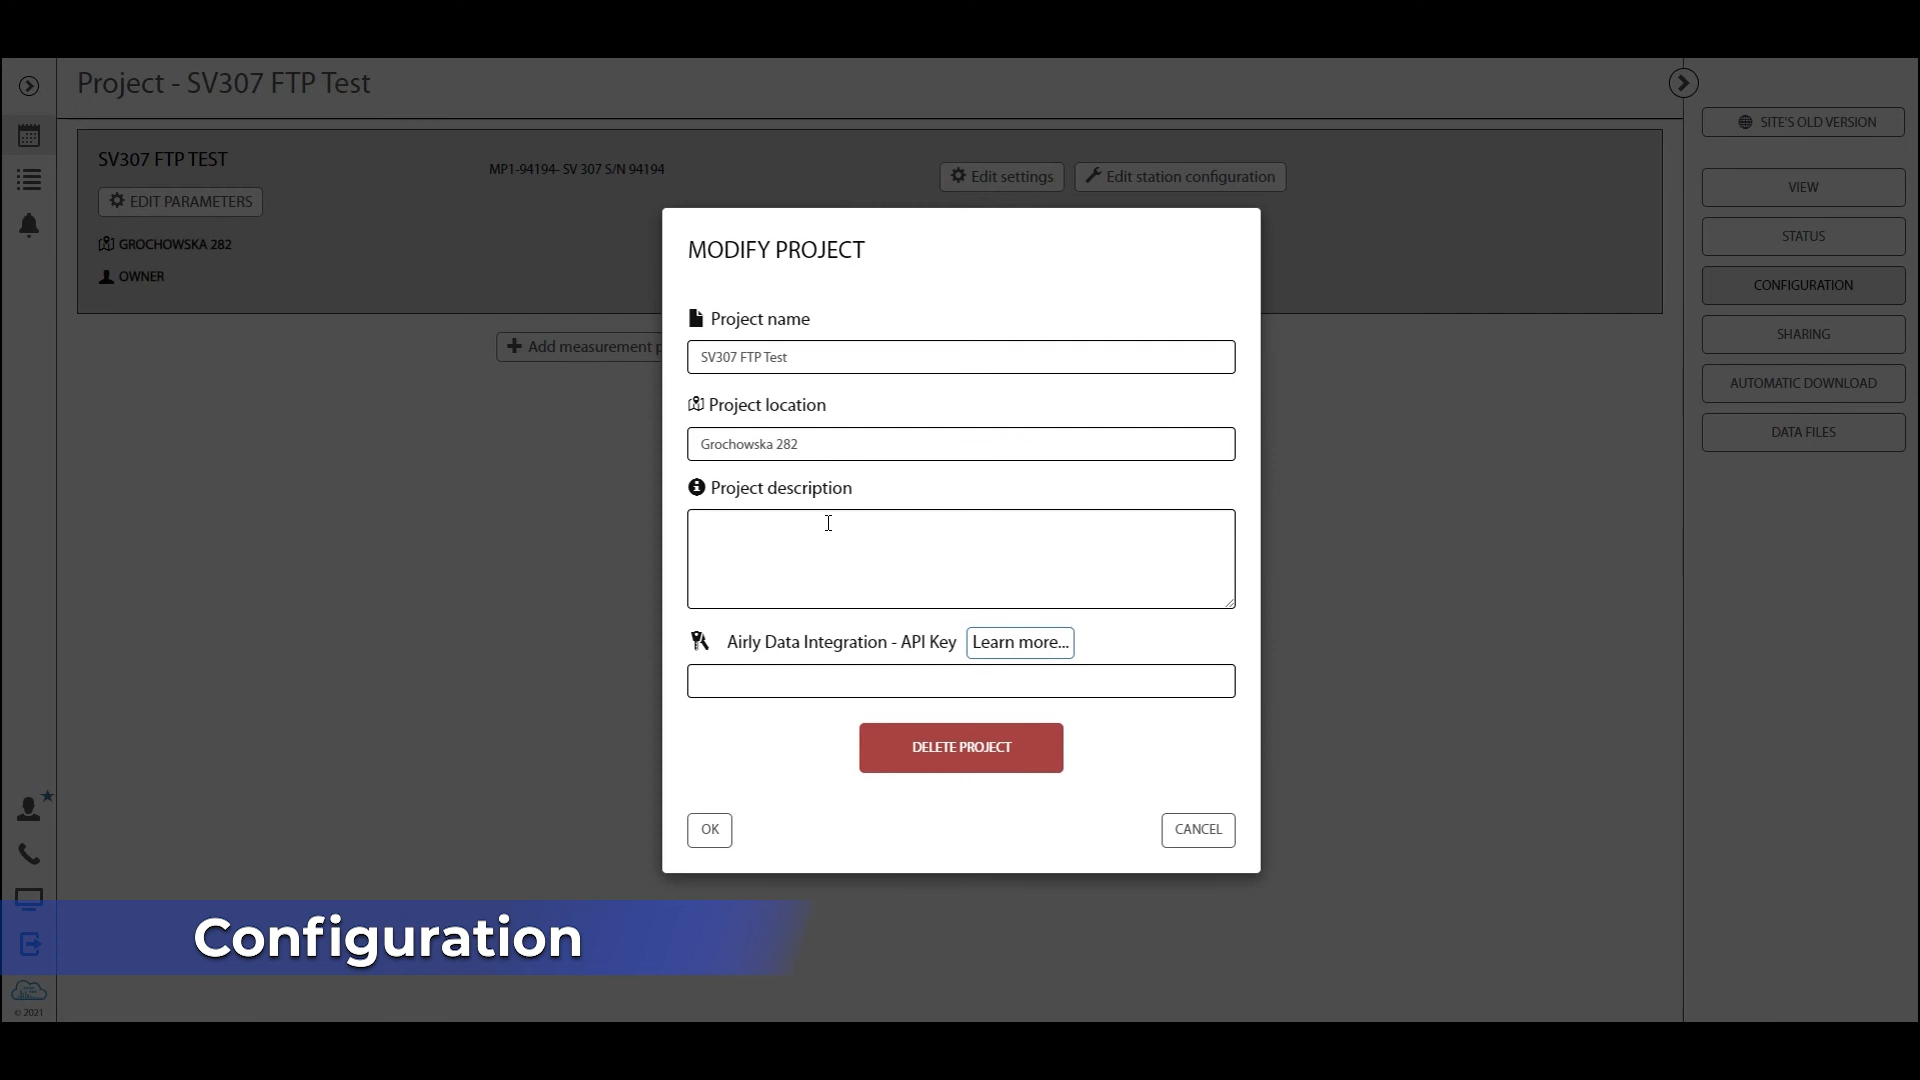 Project - SV307 FTP Test
SV307 FTP TEST
MP1-94194- SV 307 S/N 94194
Edit settings
Edit station configuration
EDIT PARAMETERS
GROCHOWSKA 282
OWNER
Add measurement p
MODIFY PROJECT
Project name
SV307 FTP Test
Project location
Grochowska 282
Project description
Airly Data Integration - API Key
Learn more...
DELETE PROJECT
OK
CANCEL
SITE'S OLD VERSION
VIEW
STATUS
CONFIGURATION
SHARING
AUTOMATIC DOWNLOAD
DATA FILES
Configuration
© 2021